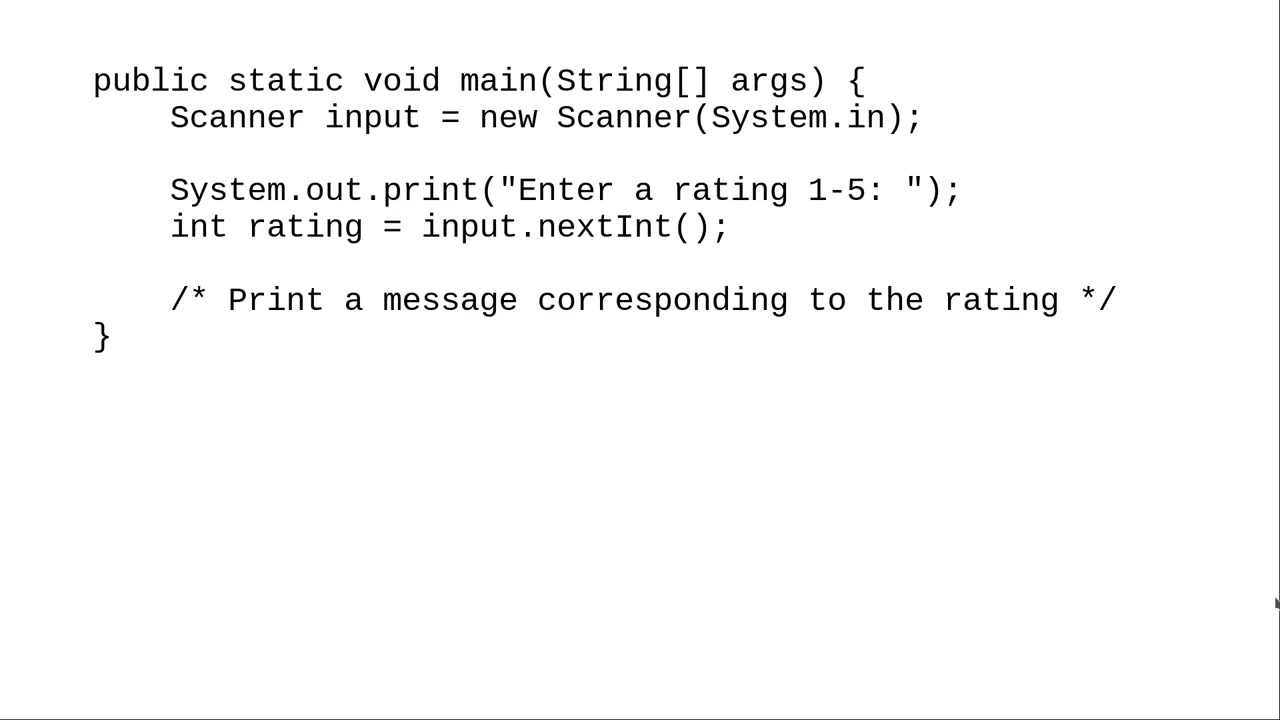 public static void main(String[] args) {
    Scanner input = new Scanner(System.in);
    System.out.print("Enter a rating 1-5: ");
    int rating = input.nextInt();
    /* Print a message corresponding to the rating */
}